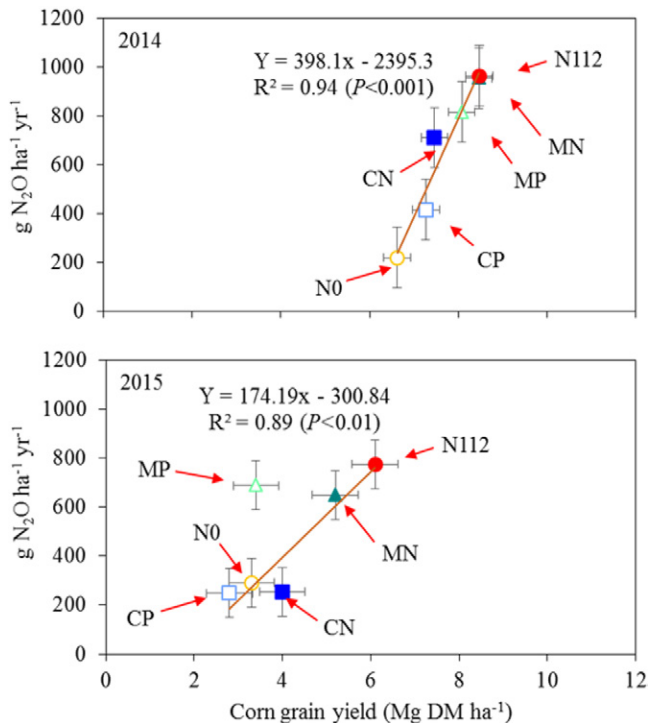 2014
Y = 398.1x - 2395.3
R² = 0.94 (P<0.001)
1200
1000
800
600
400
200
0
g N₂O ha⁻¹ yr⁻¹
N112
MN
MP
CN
CP
N0
2015
Y = 174.19x - 300.84
R² = 0.89 (P<0.01)
1200
1000
800
600
400
200
0
g N₂O ha⁻¹ yr⁻¹
MP
N112
N0
MN
CP
CN
0 2 4 6 8 10 12
Corn grain yield (Mg DM ha⁻¹)